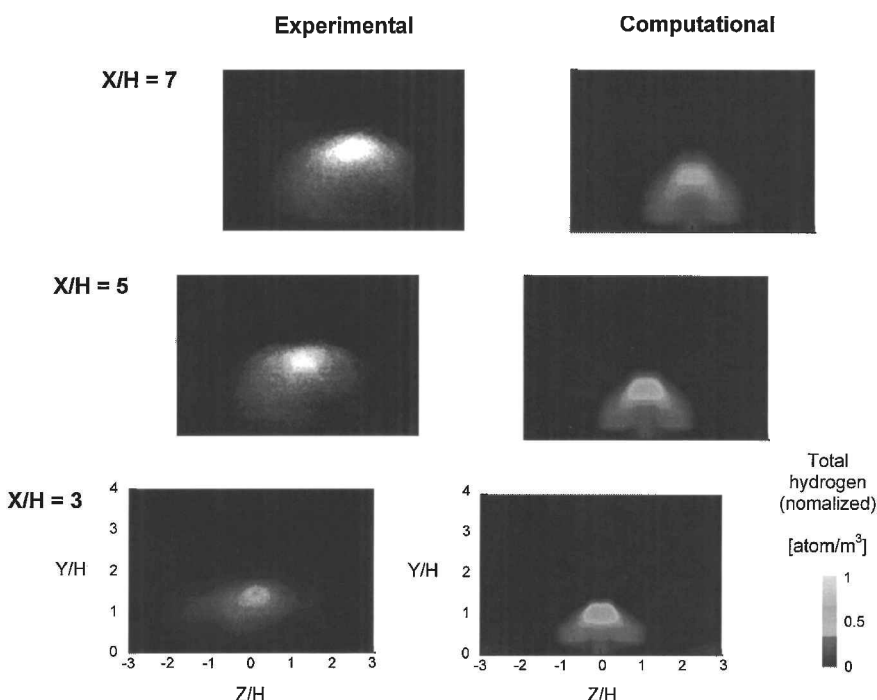 Experimental
Computational
X/H = 7
X/H = 5
X/H = 3
4
3
2
1
0
Y/H
-3 -2 -1 0 1 2 3
Z/H
4
3
2
1
0
Y/H
-3 -2 -1 0 1 2 3
Z/H
Total
hydrogen
(nomalized)
[atom/m³]
1
0.5
0